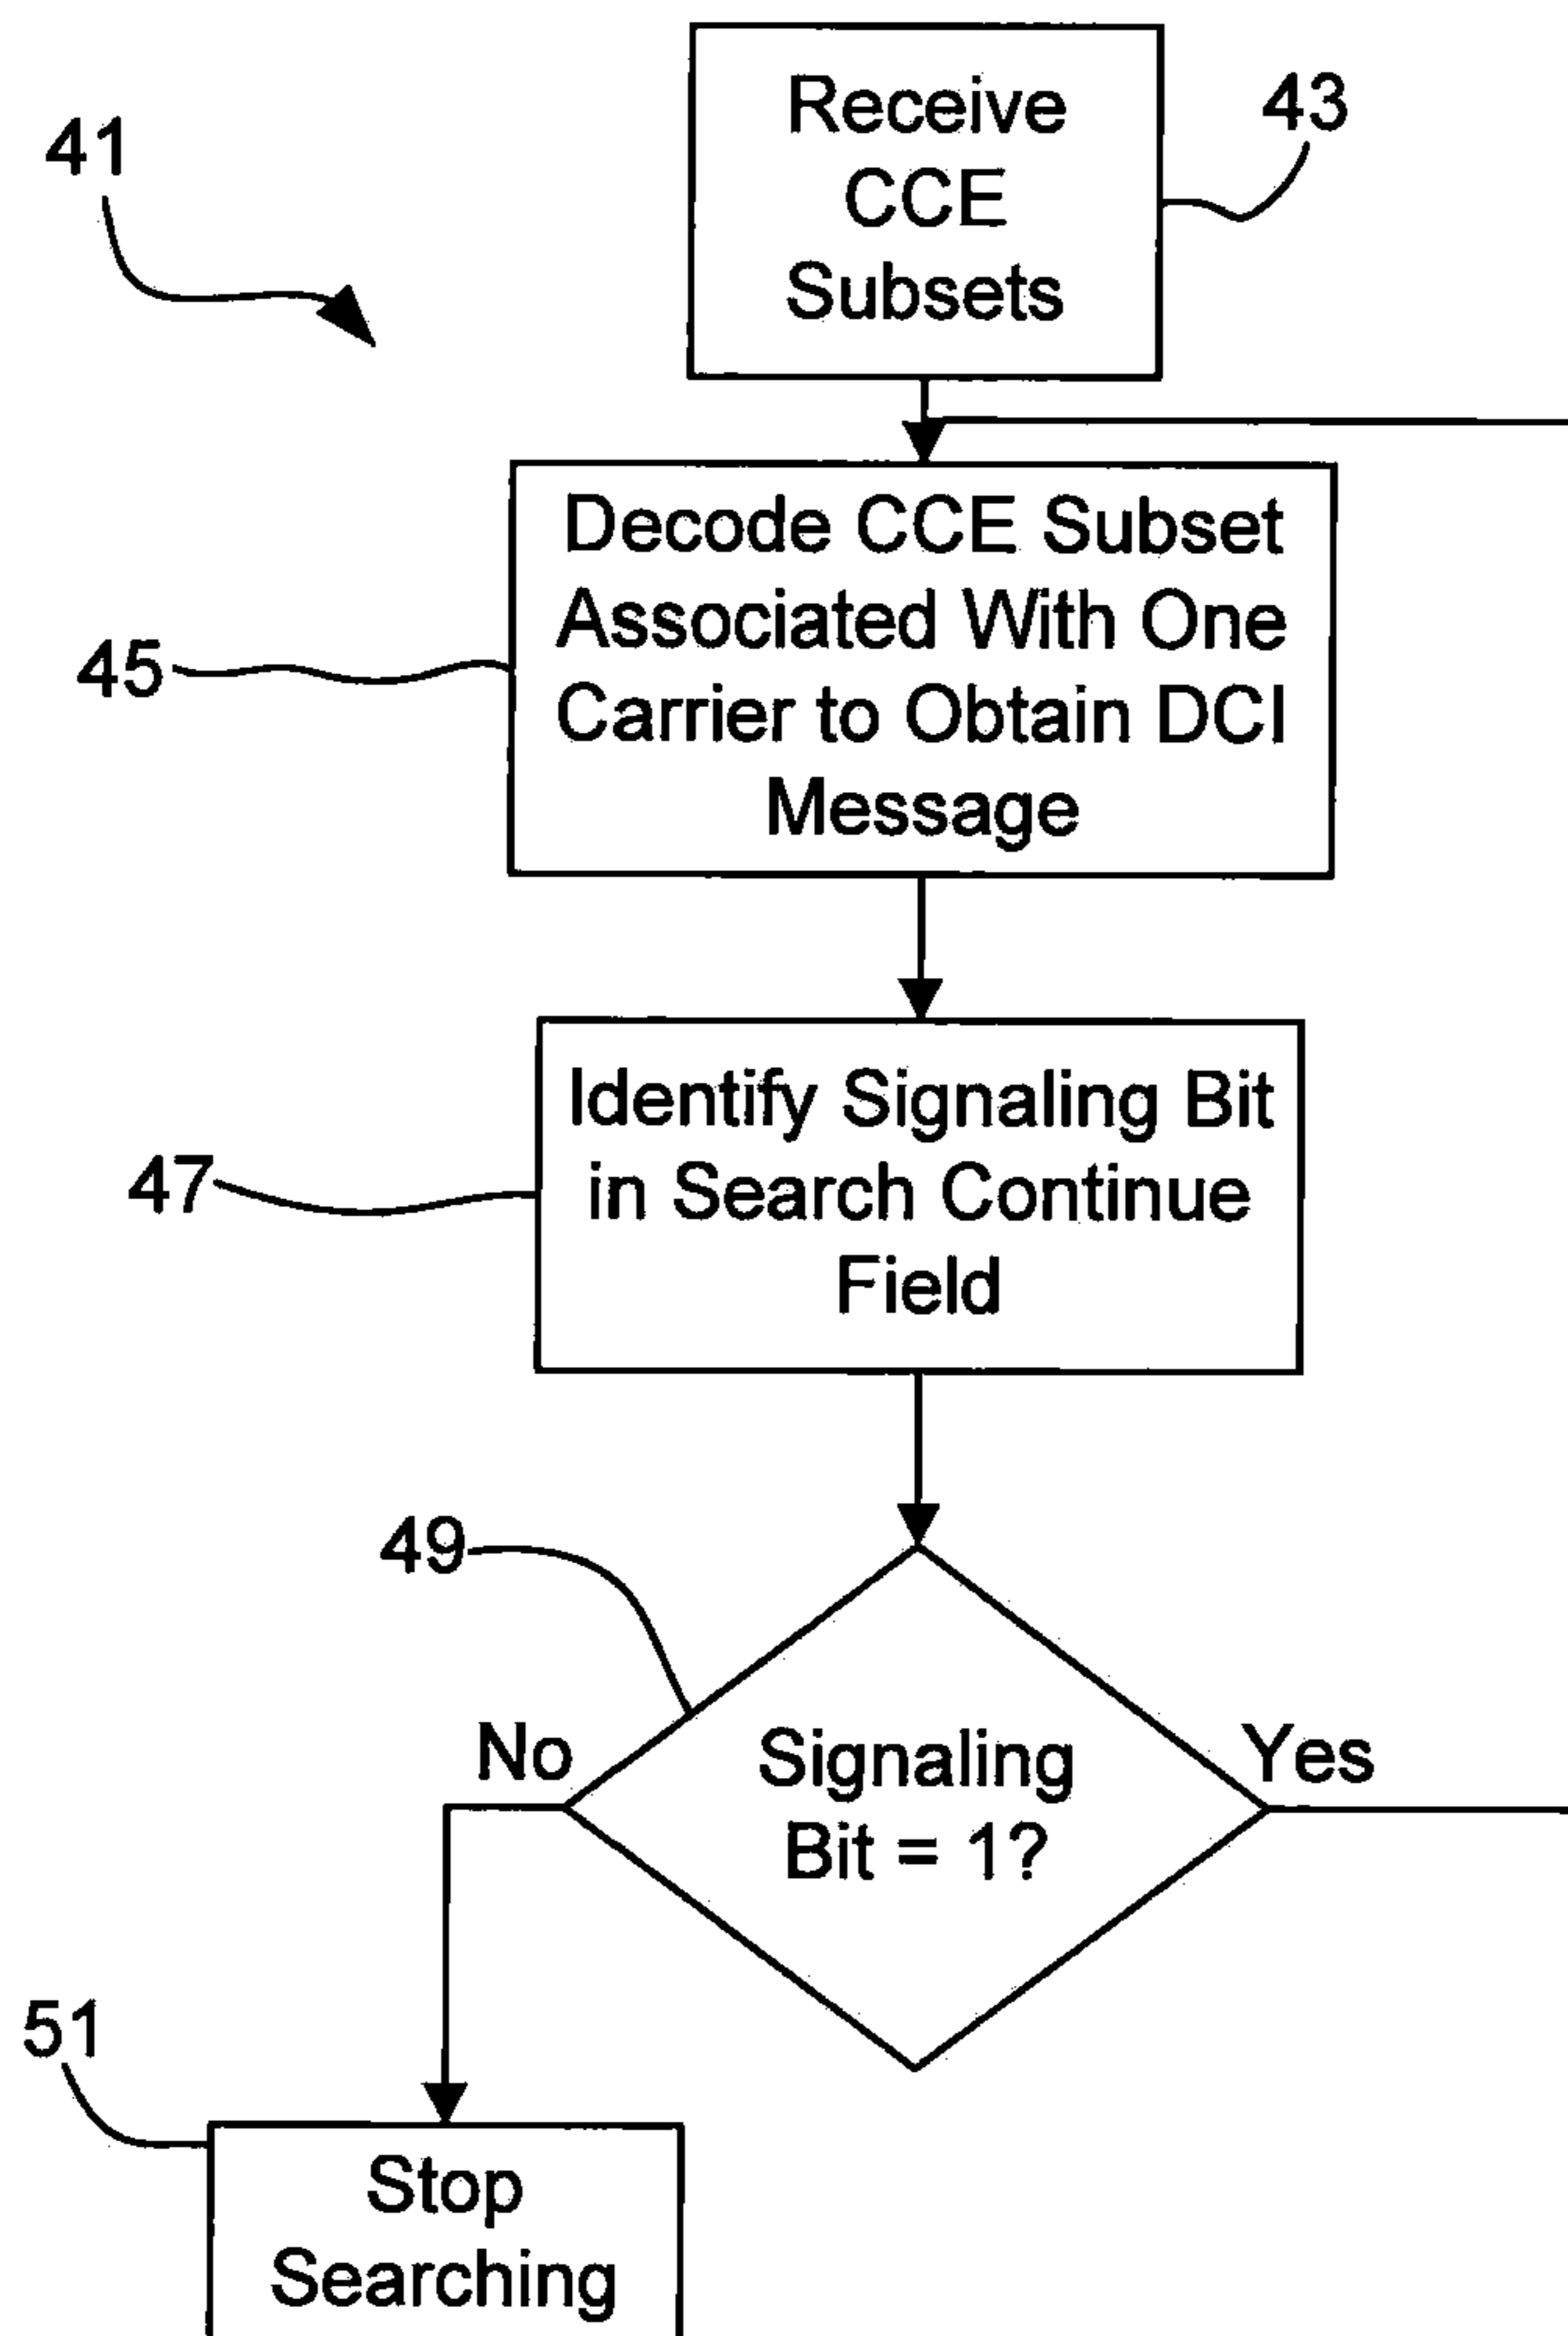 41
Receive
CCE
Subsets
43
45
Decode CCE Subset
Associated With One
Carrier to Obtain DCI
Message
47
Identify Signaling Bit
in Search Continue
Field
49
No
Signaling
Bit = 1?
Yes
51
Stop
Searching